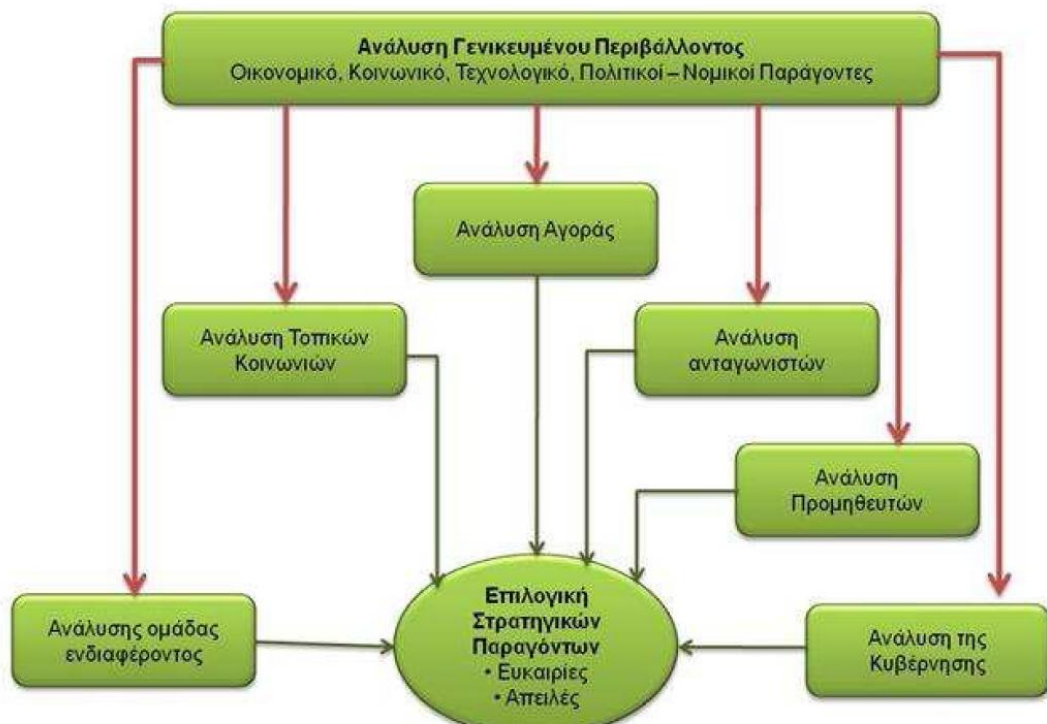 Ανάλυση Γενικευμένου Περιβάλλοντος
Οικονομικό, Κοινωνικό, Τεχνολογικό, Πολιτικοί – Νομικοί Παράγοντες
Ανάλυση Αγοράς
Ανάλυση Τοπικών
Κοινωνιών
Ανάλυση
ανταγωνιστών
Ανάλυση
Προμηθευτών
Ανάλυσης ομάδας
ενδιαφέροντος
Επιλογική
Στρατηγικών
Παραγόντων
• Ευκαιρίες
• Απειλές
Ανάλυση της
Κυβέρνησης